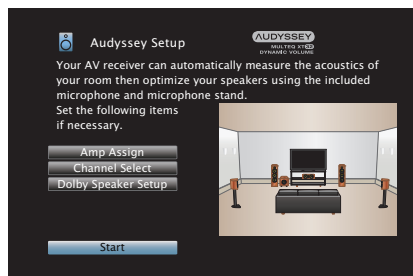 Audyssey Setup
AUDYSSEY
MULTEQ XT32
DYNAMIC VOLUME
Your AV receiver can automatically measure the acoustics of
your room then optimize your speakers using the included
microphone and microphone stand.
Set the following items
if necessary.
Amp Assign
Channel Select
Dolby Speaker Setup
Start